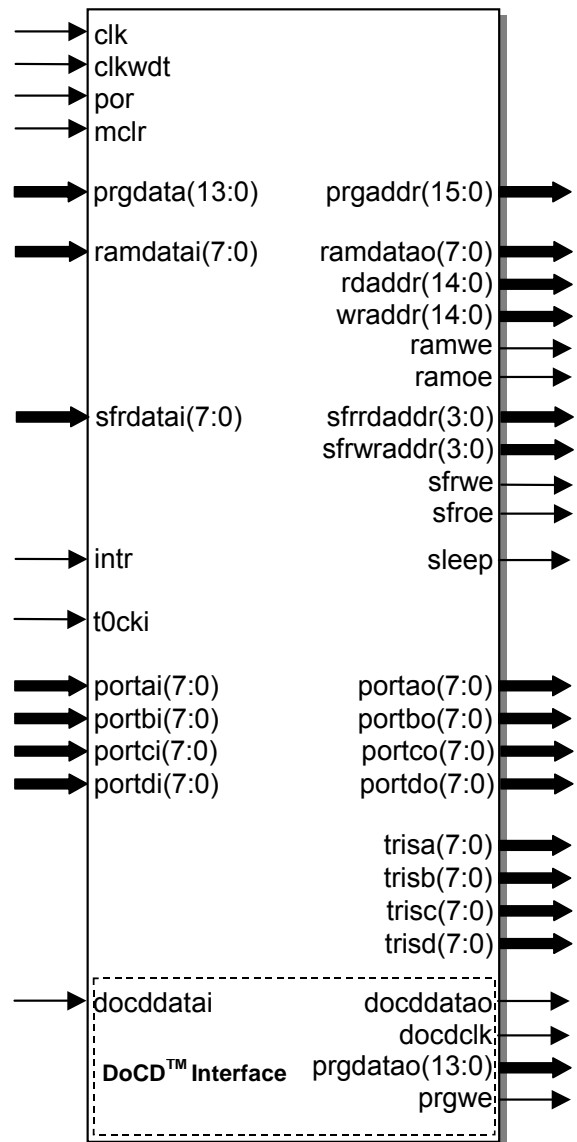 clk
clkwdt
por
mclr
prgdata(13:0) prgaddr(15:0)
ramdatai(7:0) ramdatao(7:0)
rdaddr(14:0)
wraddr(14:0)
ramwe
ramoe
sfrdatai(7:0) sfrrdaddr(3:0)
sfrwraddr(3:0)
sfrwe
sfroe
intr sleep
t0cki
portai(7:0) portao(7:0)
portbi(7:0) portbo(7:0)
portci(7:0) portco(7:0)
portdi(7:0) portdo(7:0)
trisa(7:0)
trisb(7:0)
trisc(7:0)
trisd(7:0)
docddatai docddatao
docdclk
DoCD™ Interface prgdatao(13:0)
prgwe